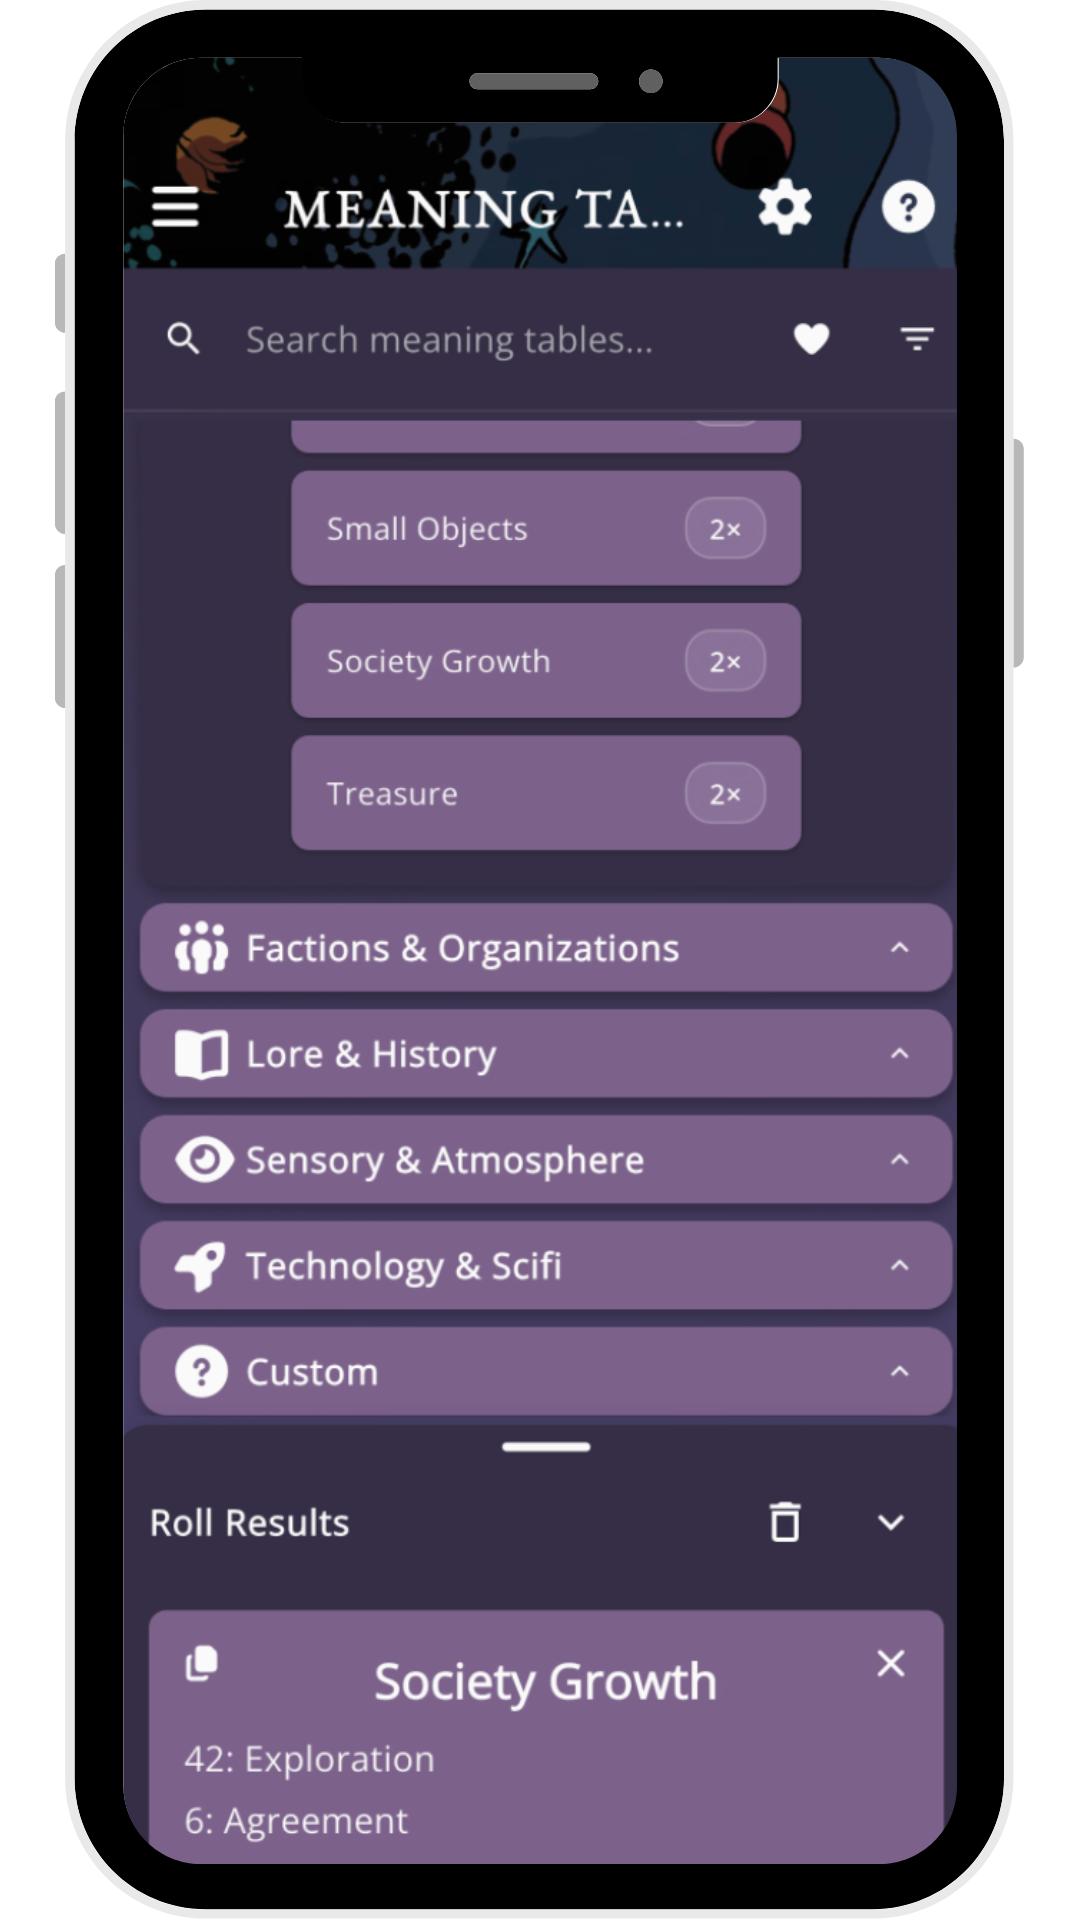 MEANING TA...
Search meaning tables...
Small Objects 2×
Society Growth 2×
Treasure 2×
Factions & Organizations
Lore & History
Sensory & Atmosphere
Technology & Scifi
Custom
Roll Results
Society Growth
42: Exploration
6: Agreement